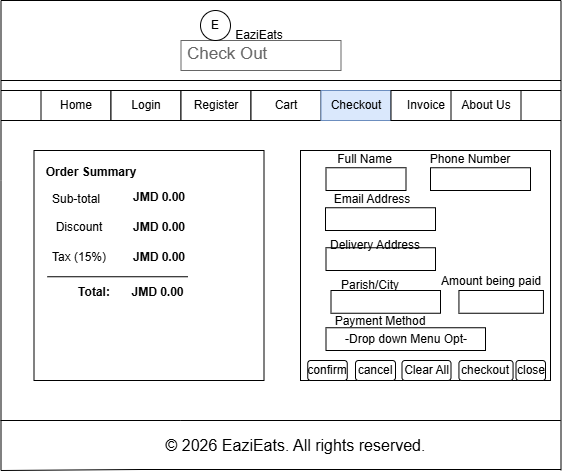 E
EaziEats
Check Out
Home Login Register Cart Checkout Invoice About Us
Order Summary
Sub-total JMD 0.00
Discount JMD 0.00
Tax (15%) JMD 0.00
Total: JMD 0.00
Full Name Phone Number
Email Address
Delivery Address
Parish/City Amount being paid
Payment Method
-Drop down Menu Opt-
confirm cancel Clear All checkout close
© 2026 EaziEats. All rights reserved.